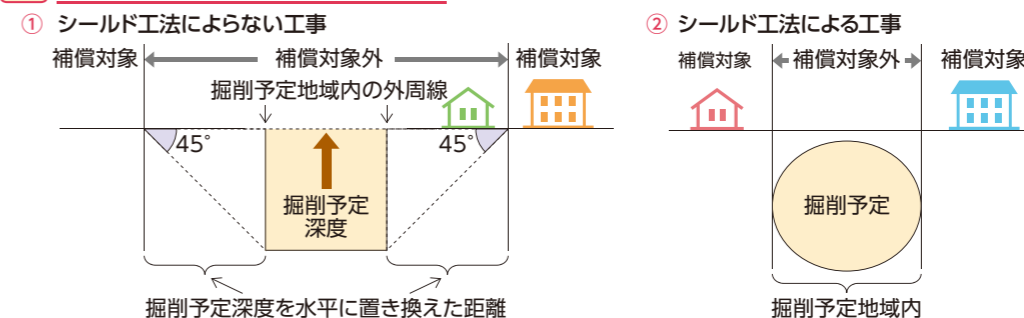 ① シールド工法によらない工事
補償対象
補償対象外
補償対象
掘削予定地域内の外周線
45°
45°
掘削予定
深度
掘削予定深度を水平に置き換えた距離
② シールド工法による工事
補償対象
補償対象外
補償対象
掘削予定
掘削予定地域内